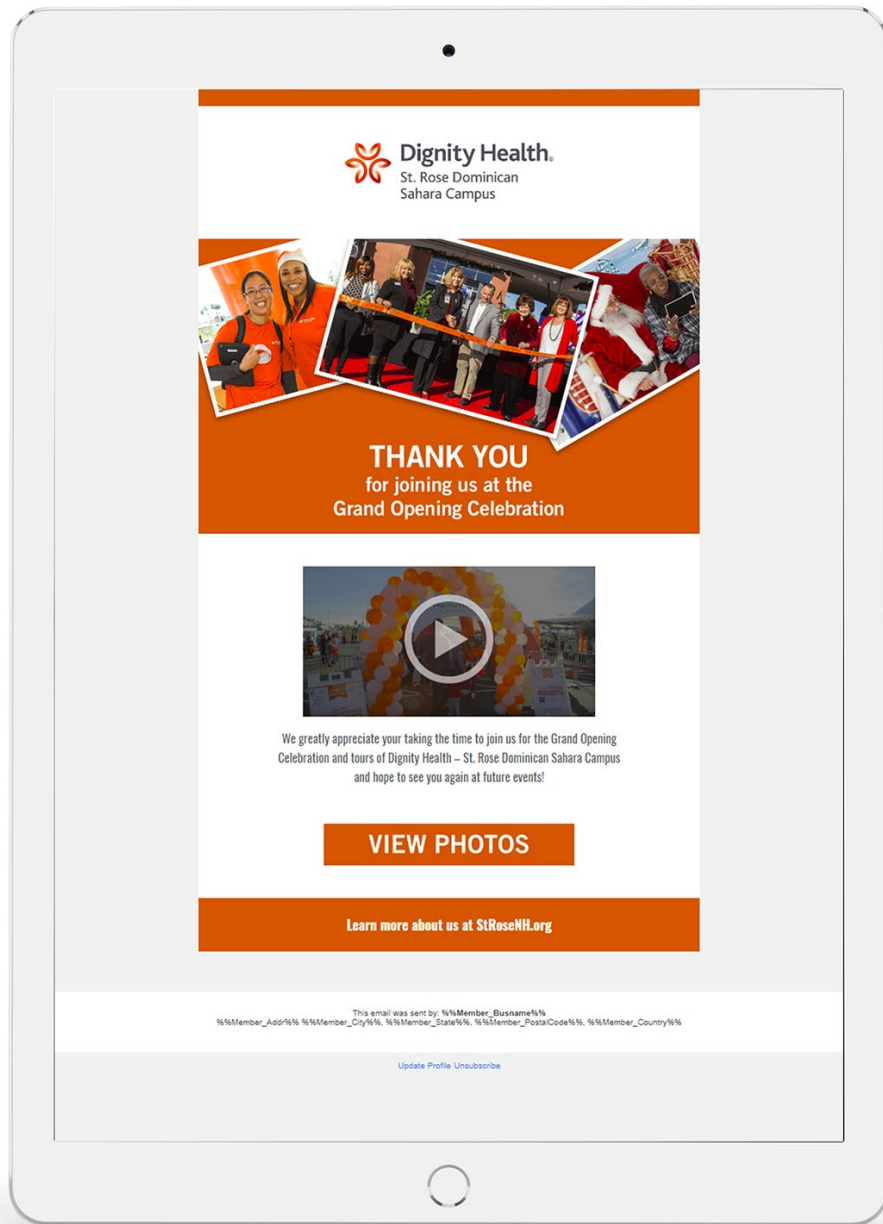 Dignity Health.
St. Rose Dominican
Sahara Campus
THANK YOU
for joining us at the
Grand Opening Celebration
We greatly appreciate your taking the time to join us for the Grand Opening
Celebration and tours of Dignity Health – St. Rose Dominican Sahara Campus
and hope to see you again at future events!
VIEW PHOTOS
Learn more about us at StRoseNH.org
This email was sent by: %%Member_Busname%%
%%Member_Addr%% %%Member_City%%, %%Member_State%%, %%Member_PostalCode%%, %%Member_Country%%
Update Profile Unsubscribe